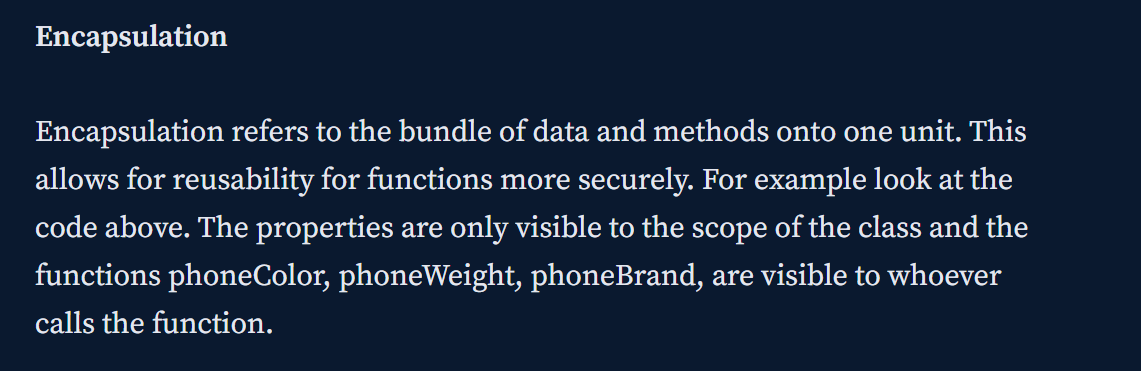 Encapsulation
Encapsulation refers to the bundle of data and methods onto one unit. This
allows for reusability for functions more securely. For example look at the
code above. The properties are only visible to the scope of the class and the
functions phoneColor, phoneWeight, phoneBrand, are visible to whoever
calls the function.